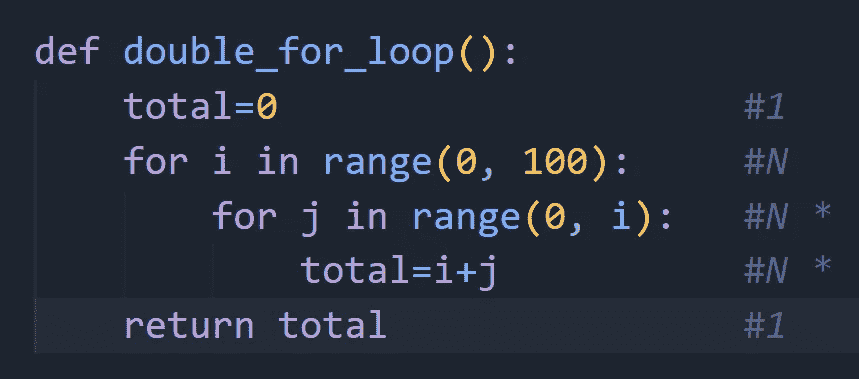 def double_for_loop():
    total=0 #1
    for i in range(0, 100): #N
        for j in range(0, i): #N *
            total=i+j #N *
    return total #1